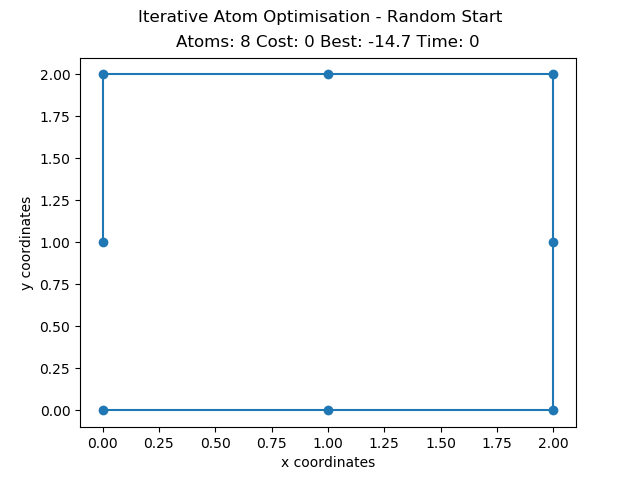 Iterative Atom Optimisation - Random Start
Atoms: 8 Cost: 0 Best: -14.7 Time: 0
2.00
1.75
1.50
1.25
1.00
0.75
0.50
0.25
0.00
y coordinates
0.00 0.25 0.50 0.75 1.00 1.25 1.50 1.75 2.00
x coordinates